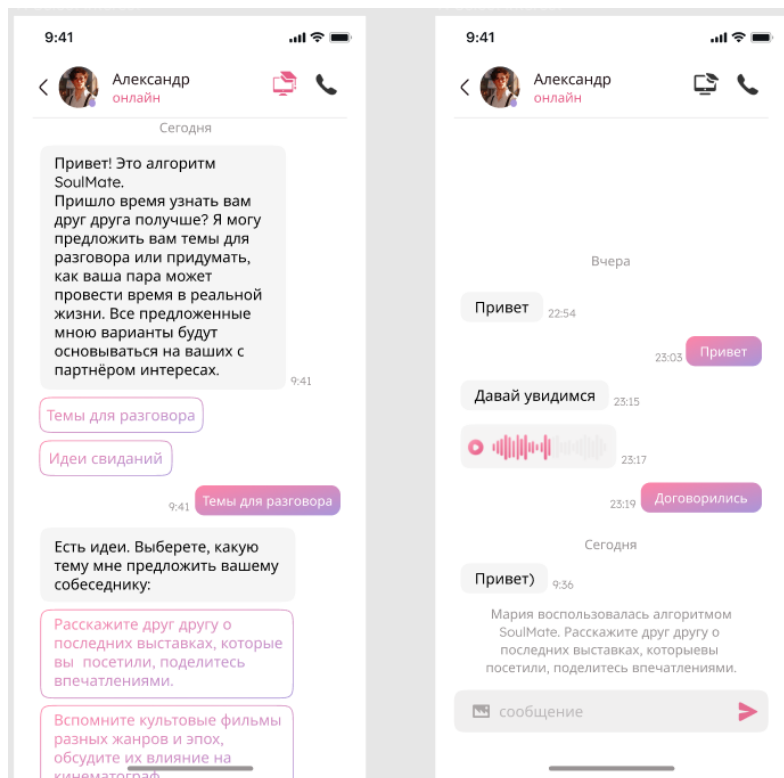 9:41
Александр
онлайн
Сегодня
Привет! Это алгоритм
SoulMate.
Пришло время узнать вам
друг друга получше? Я могу
предложить вам темы для
разговора или придумать,
как ваша пара может
провести время в реальной
жизни. Все предложенные
мною варианты будут
основываться на ваших с
партнёром интересах.
9:41
Темы для разговора
Идеи свиданий
9:41
Темы для разговора
Есть идеи. Выберете, какую
тему мне предложить вашему
собеседнику:
Расскажите друг другу о
последних выставках, которые
вы  посетили, поделитесь
впечатлениями.
Вспомните культовые фильмы
разных жанров и эпох,
обсудите их влияние на
кинематограф
9:41
Александр
онлайн
Вчера
Привет
22:54
23:03
Привет
Давай увидимся
23:15
23:17
23:19
Договорились
Сегодня
Привет)
9:36
Мария воспользовалась алгоритмом
SoulMate. Расскажите друг другу о
последних выставках, которыевы
посетили, поделитесь впечатлениями.
сообщение